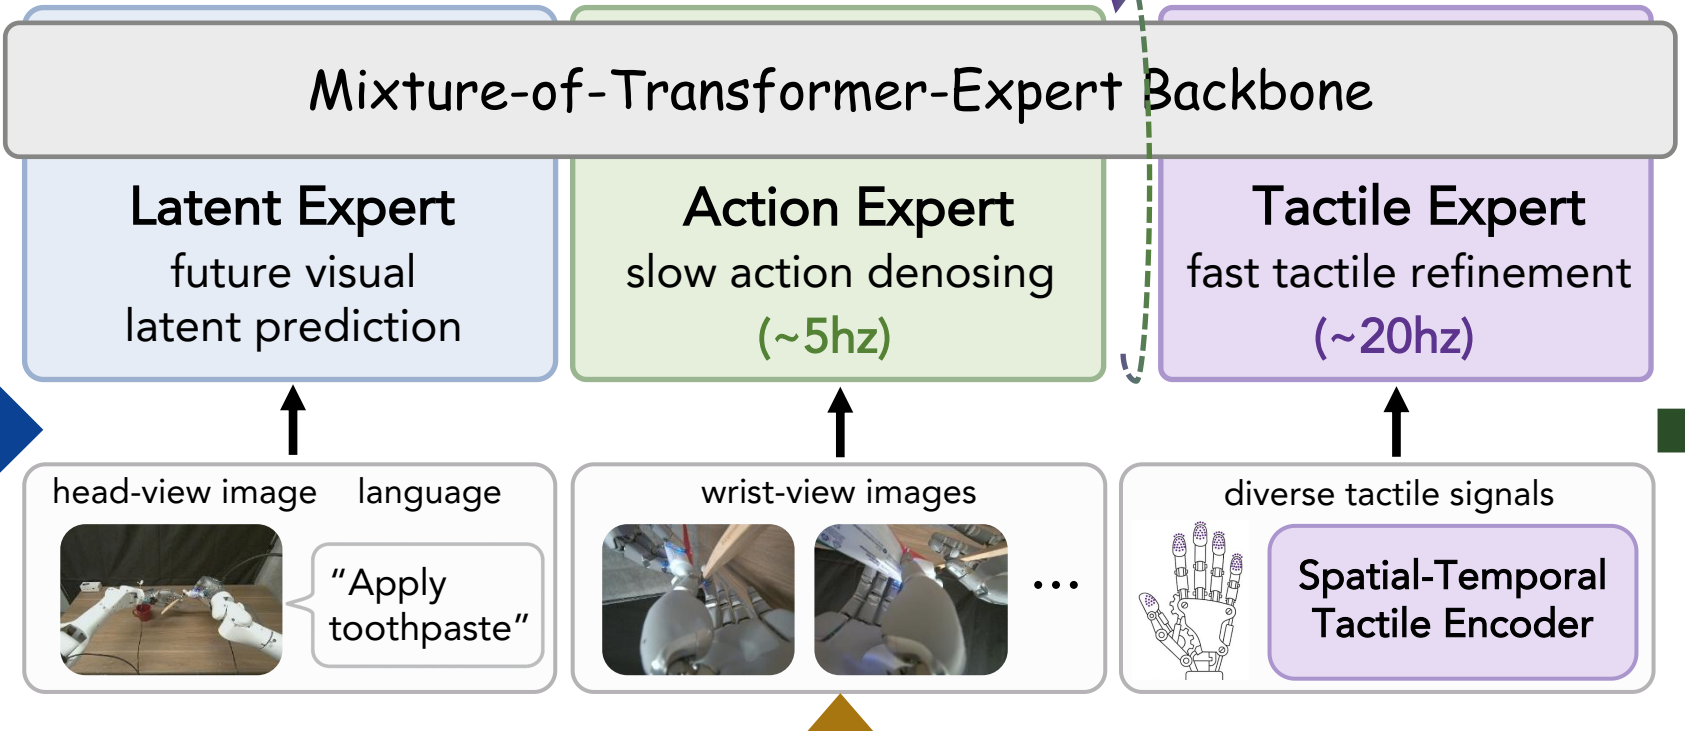 Mixture-of-Transformer-Expert Backbone
Latent Expert
future visual
latent prediction
Action Expert
slow action denosing
(~5hz)
Tactile Expert
fast tactile refinement
(~20hz)
head-view image language
“Apply
toothpaste”
wrist-view images
...
diverse tactile signals
Spatial-Temporal
Tactile Encoder